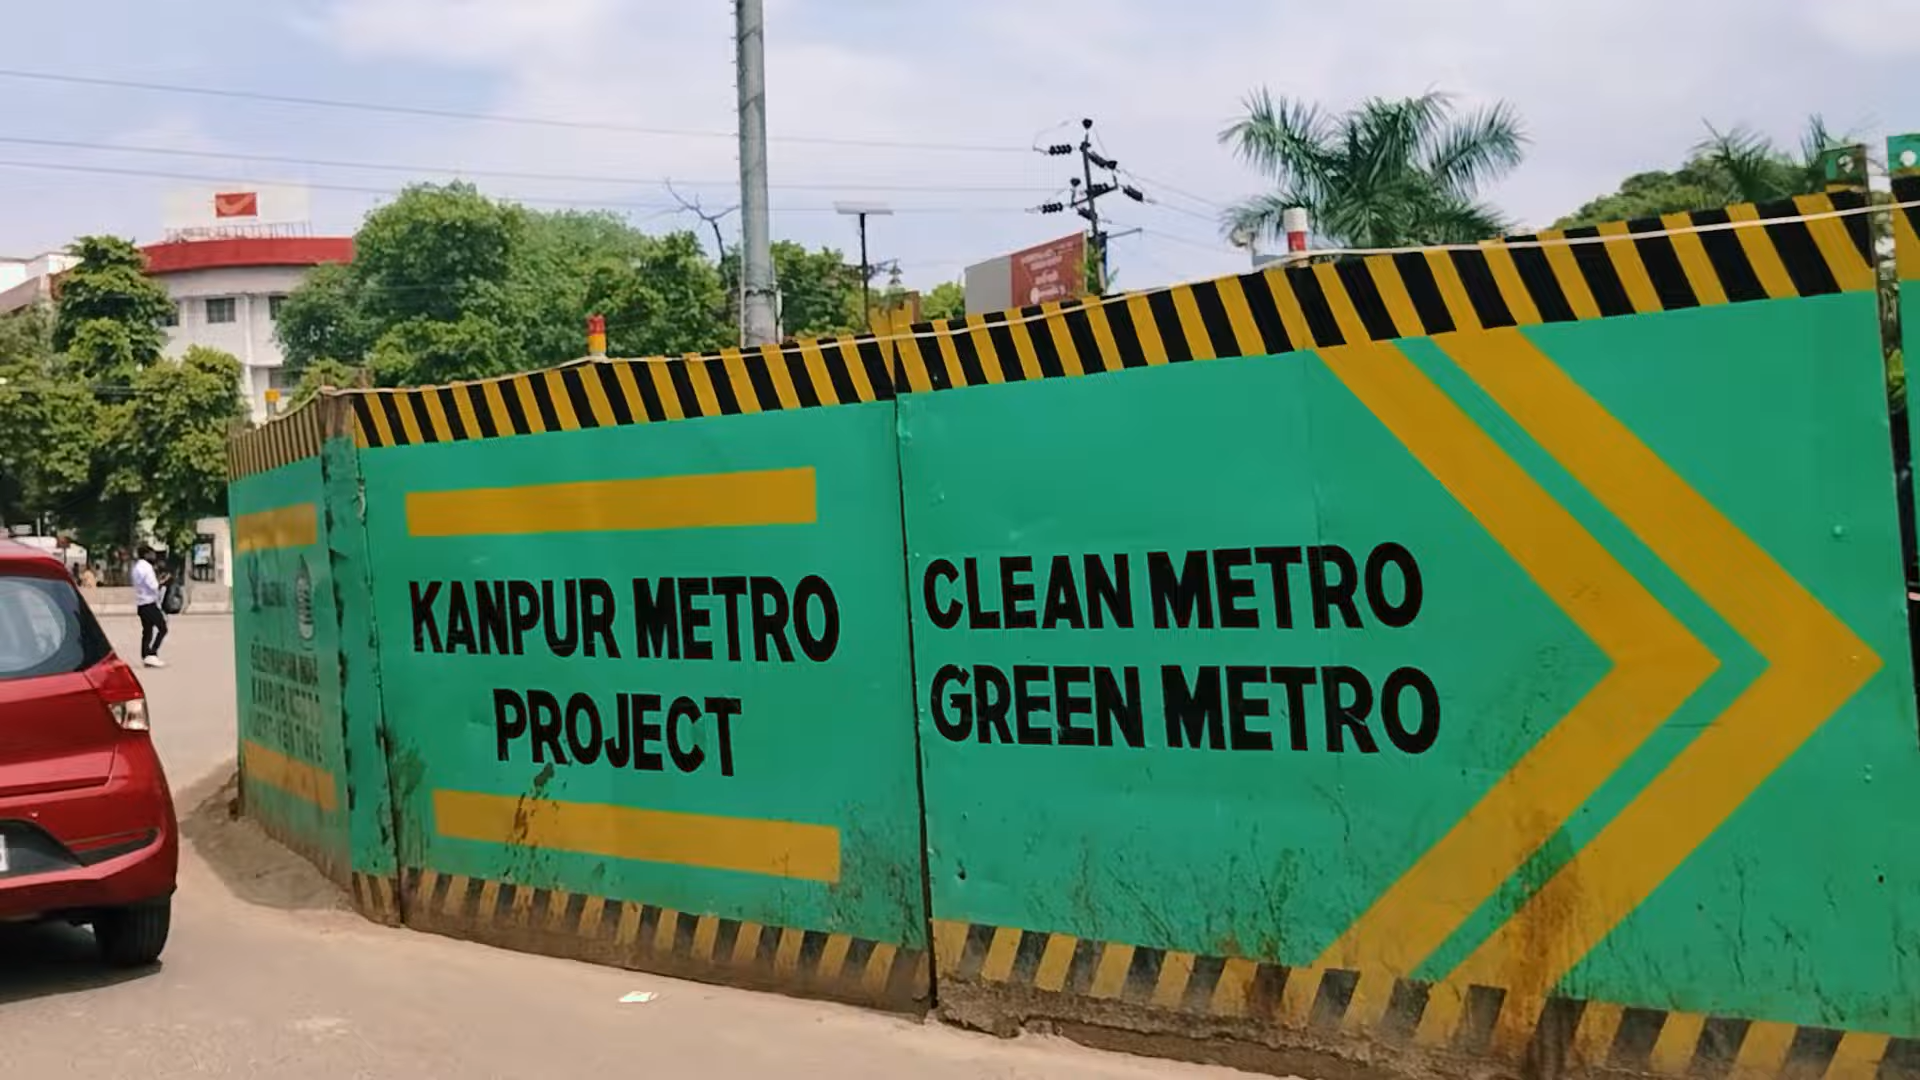 KANPUR METRO
PROJECT
CLEAN METRO
GREEN METRO